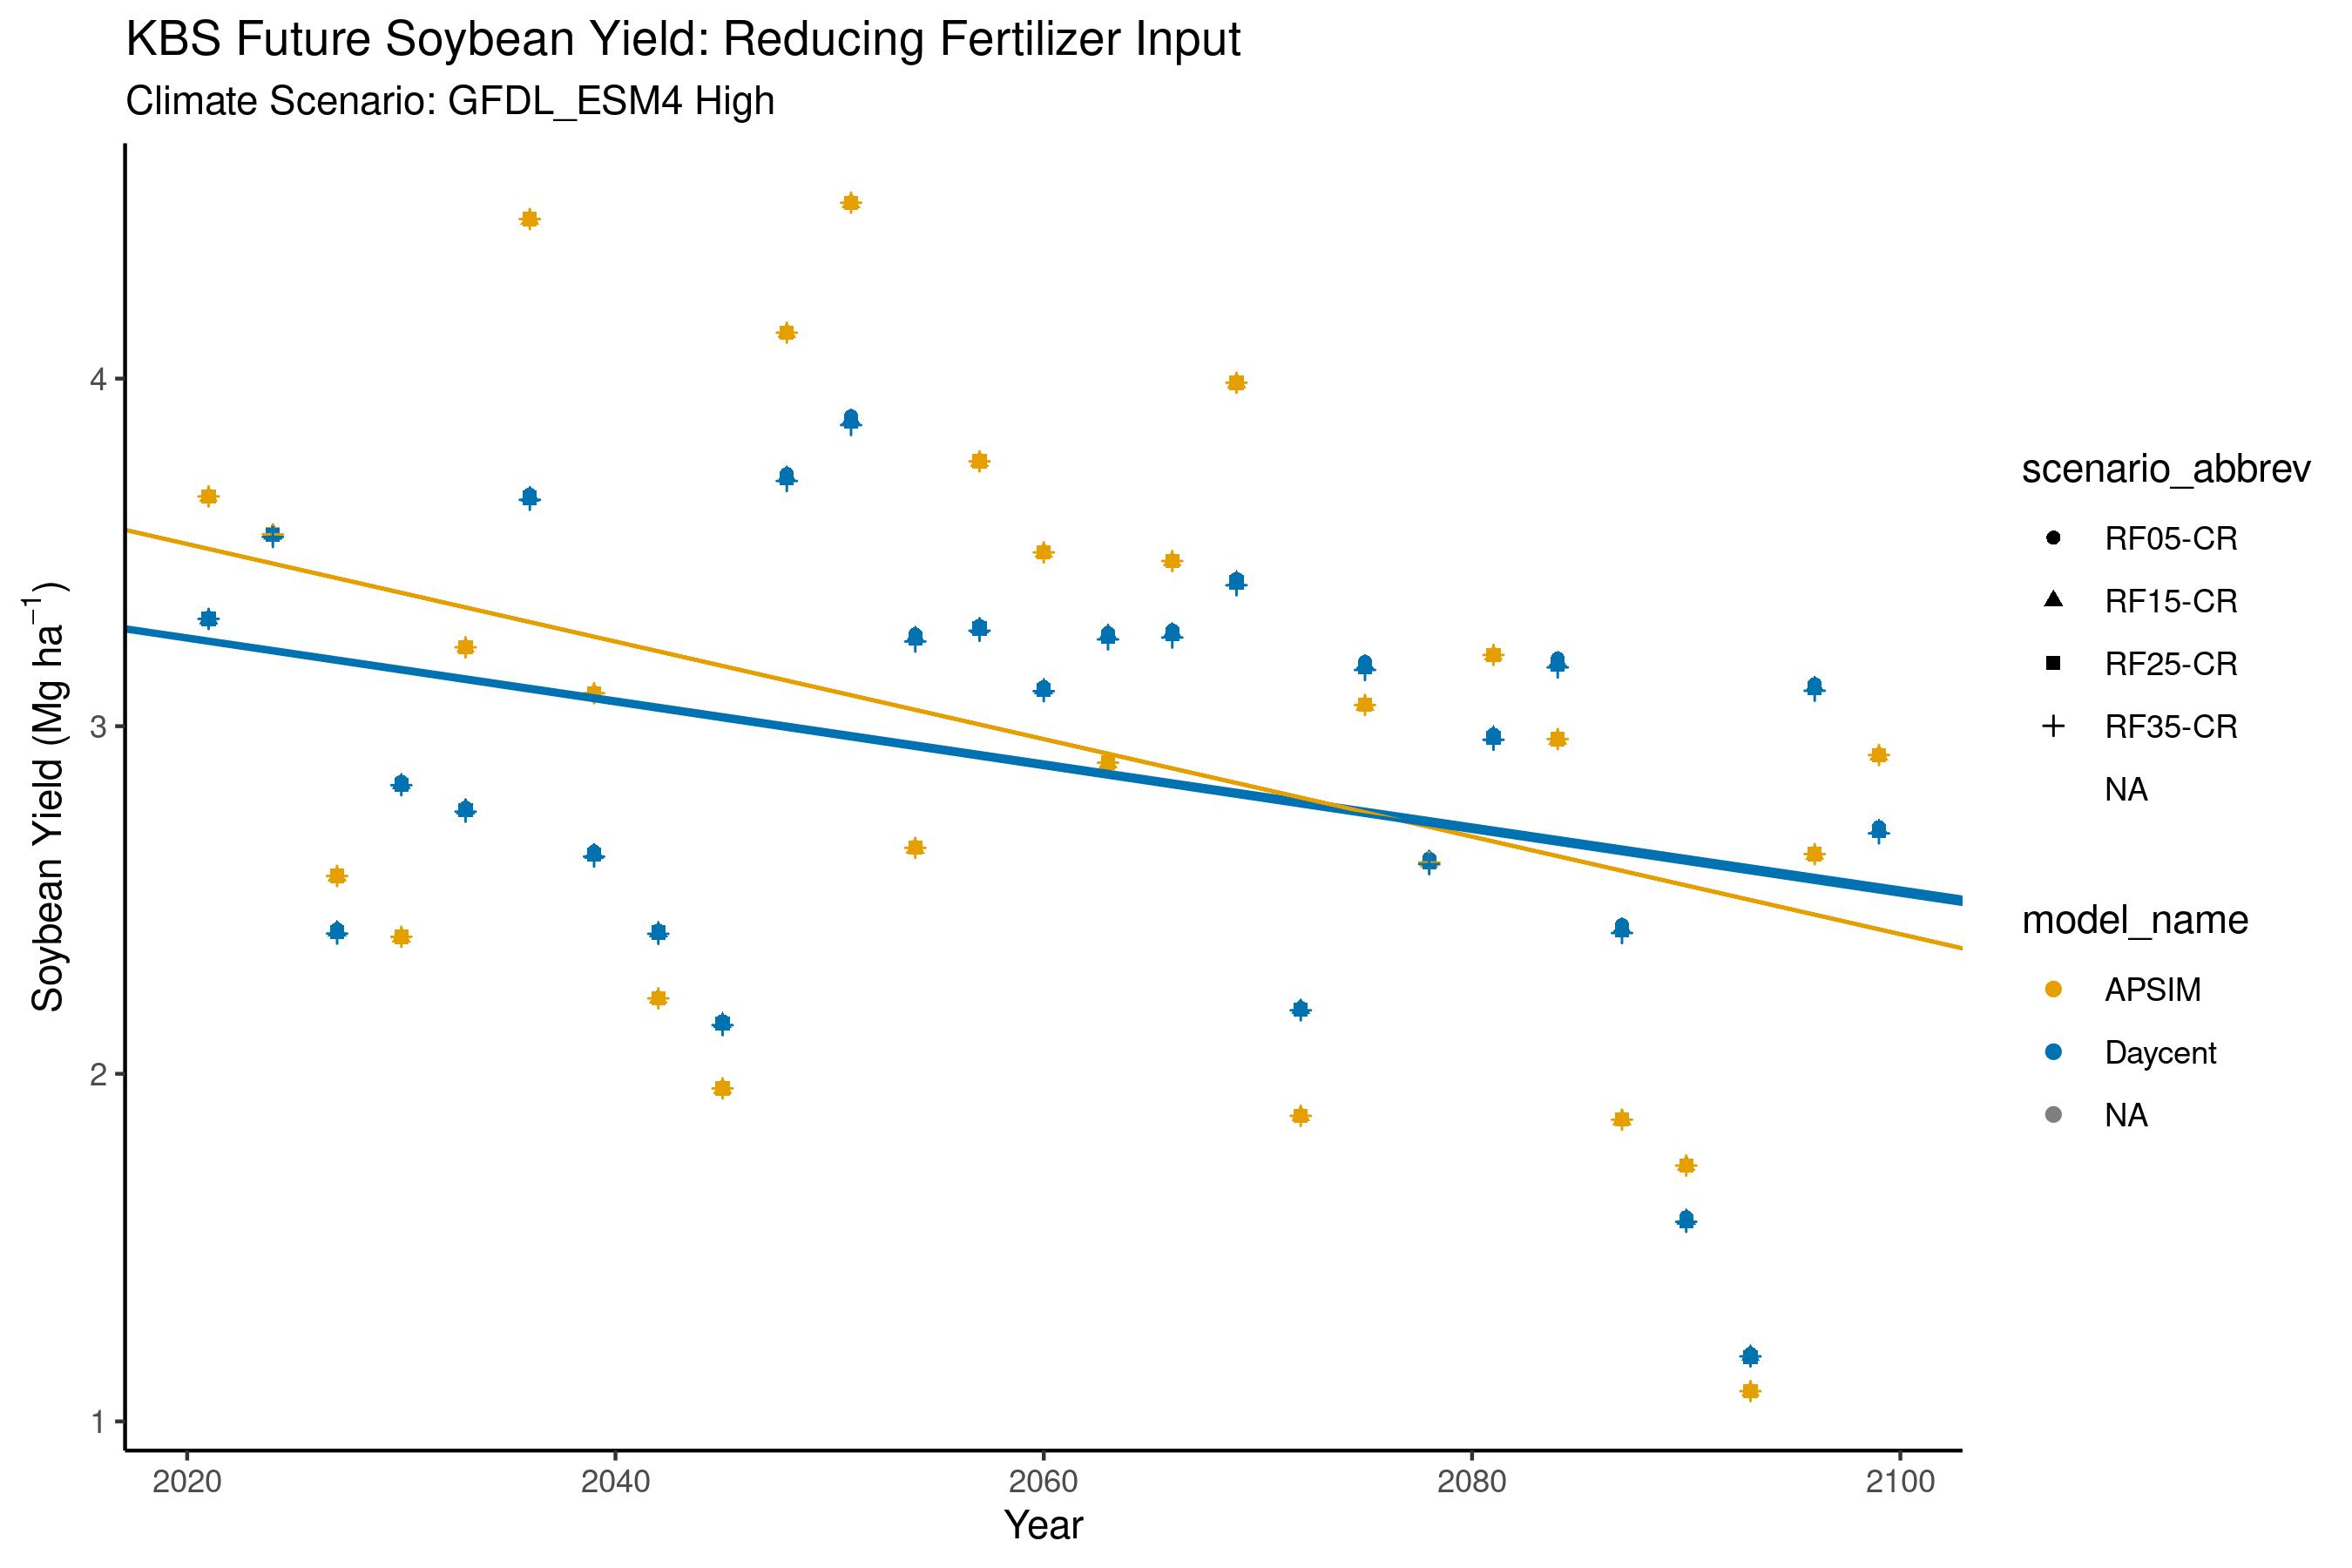 KBS Future Soybean Yield: Reducing Fertilizer Input
Climate Scenario: GFDL_ESM4 High
Soybean Yield (Mg ha⁻¹)
4
3
2
1
2020
2040
2060
2080
2100
Year
scenario_abbrev
RF05-CR
RF15-CR
RF25-CR
RF35-CR
NA
model_name
APSIM
Daycent
NA